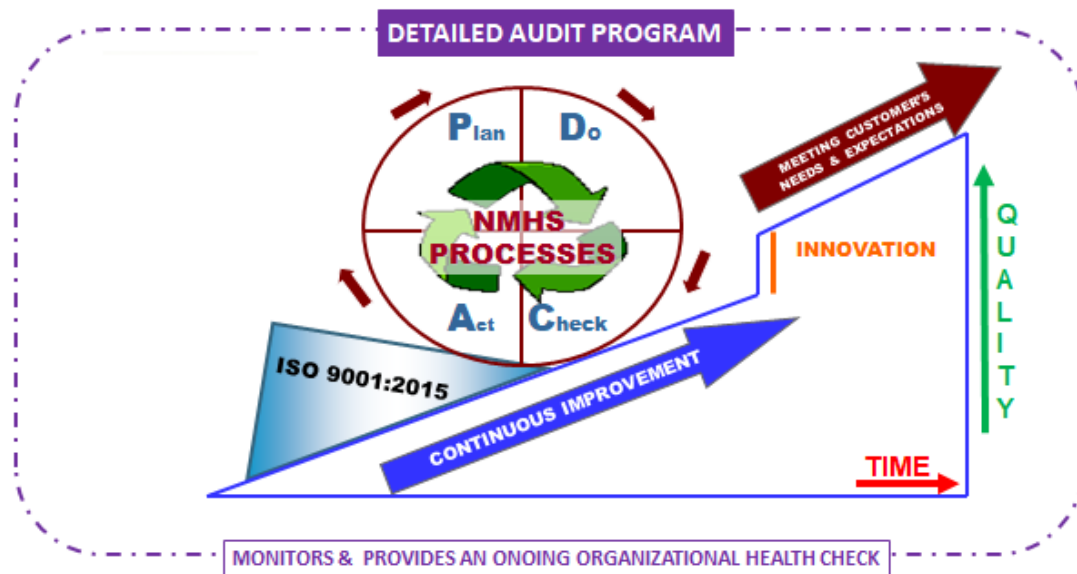 DETAILED AUDIT PROGRAM
Plan
Do
NMHS
PROCESSES
Act
Check
ISO 9001:2015
CONTINUOUS IMPROVEMENT
MEETING CUSTOMER'S
NEEDS & EXPECTATIONS
INNOVATION
QUALITY
TIME
MONITORS & PROVIDES AN ONOING ORGANIZATIONAL HEALTH CHECK